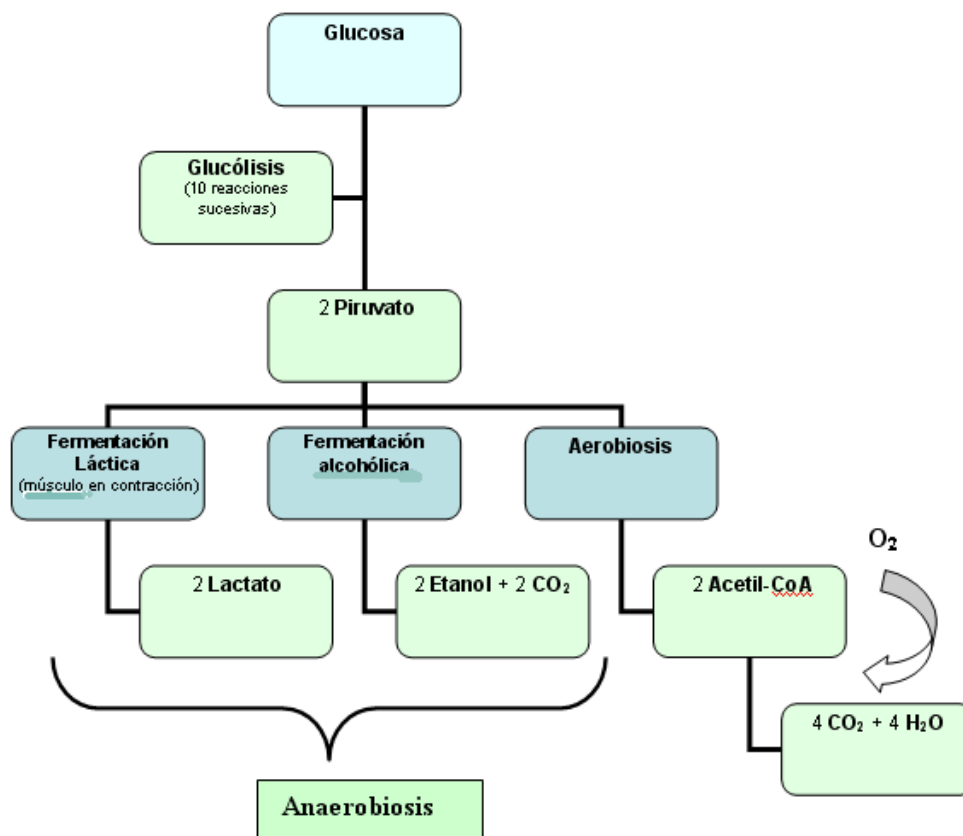 Glucosa
Glucólisis
(10 reacciones
sucesivas)
2 Piruvato
Fermentación
Láctica
(músculo en contracción)
Fermentación
alcohólica
Aerobiosis
O₂
2 Lactato
2 Etanol + 2 CO₂
2 Acetil-CoA
4 CO₂ + 4 H₂O
Anaerobiosis